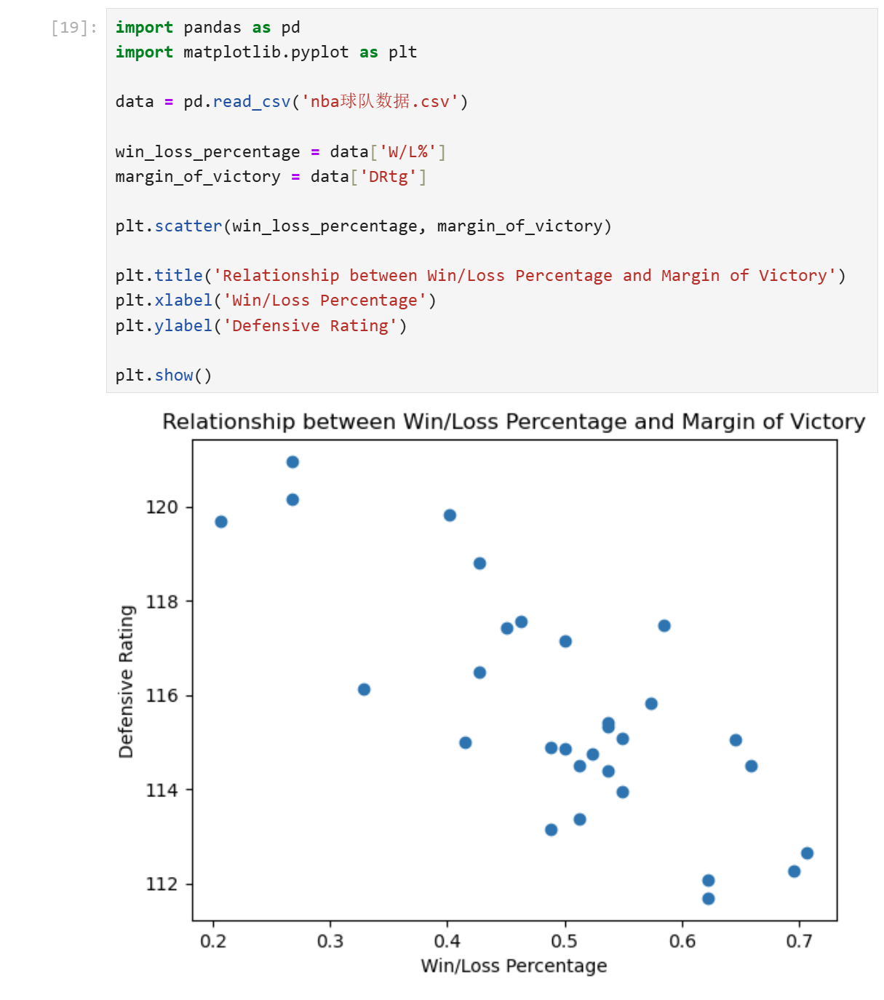 [19]:
import pandas as pd
import matplotlib.pyplot as plt
data = pd.read_csv('nba球队数据.csv')
win_loss_percentage = data['W/L%']
margin_of_victory = data['DRtg']
plt.scatter(win_loss_percentage, margin_of_victory)
plt.title('Relationship between Win/Loss Percentage and Margin of Victory')
plt.xlabel('Win/Loss Percentage')
plt.ylabel('Defensive Rating')
plt.show()
Relationship between Win/Loss Percentage and Margin of Victory
Defensive Rating
120
118
116
114
112
0.2 0.3 0.4 0.5 0.6 0.7
Win/Loss Percentage